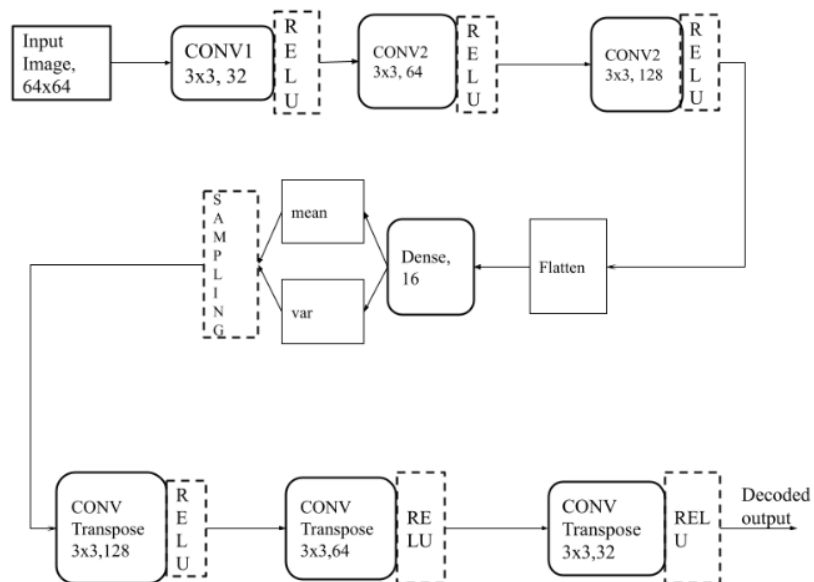 Input
Image,
64x64
CONV1
3x3, 32
R
E
L
U
CONV2
3x3, 64
R
E
L
U
CONV2
3x3, 128
R
E
L
U
S
A
M
P
L
I
N
G
mean
var
Dense,
16
Flatten
CONV
Transpose
3x3,128
R
E
L
U
CONV
Transpose
3x3,64
RE
LU
CONV
Transpose
3x3,32
REL
U
Decoded
output